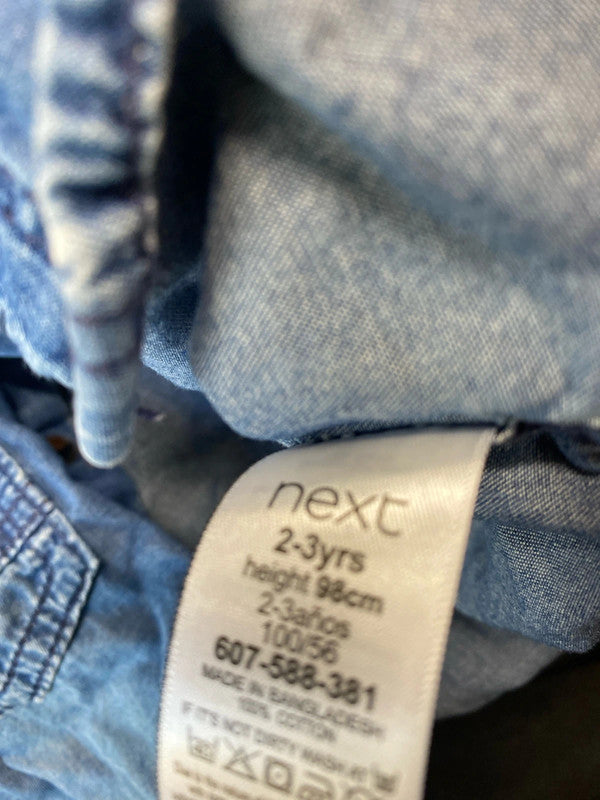 next
2-3yrs
height 98cm
2-3años
100/56
607-588-381
MADE IN BANGLADESH
100% COTTON
IF IT'S NOT DIRTY WASH AT